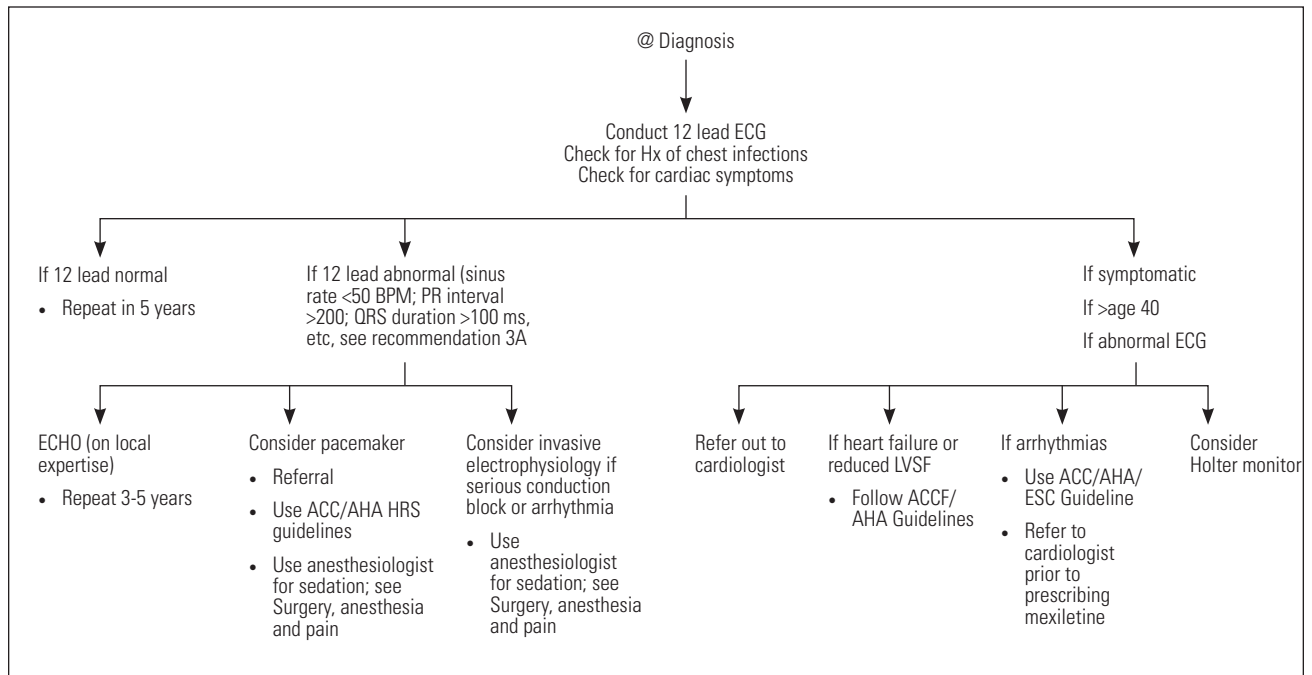 @ Diagnosis
Conduct 12 lead ECG
Check for Hx of chest infections
Check for cardiac symptoms
If 12 lead normal
• Repeat in 5 years
If 12 lead abnormal (sinus
rate <50 BPM; PR interval
>200; QRS duration >100 ms,
etc, see recommendation 3A
If symptomatic
If >age 40
If abnormal ECG
ECHO (on local
expertise)
• Repeat 3-5 years
Consider pacemaker
• Referral
• Use ACC/AHA HRS
guidelines
• Use anesthesiologist
for sedation; see
Surgery, anesthesia
and pain
Consider invasive
electrophysiology if
serious conduction
block or arrhythmia
• Use
anesthesiologist
for sedation; see
Surgery, anesthesia
and pain
Refer out to
cardiologist
If heart failure or
reduced LVSF
• Follow ACCF/
AHA Guidelines
If arrhythmias
• Use ACC/AHA/
ESC Guideline
• Refer to
cardiologist
prior to
prescribing
mexiletine
Consider
Holter monitor